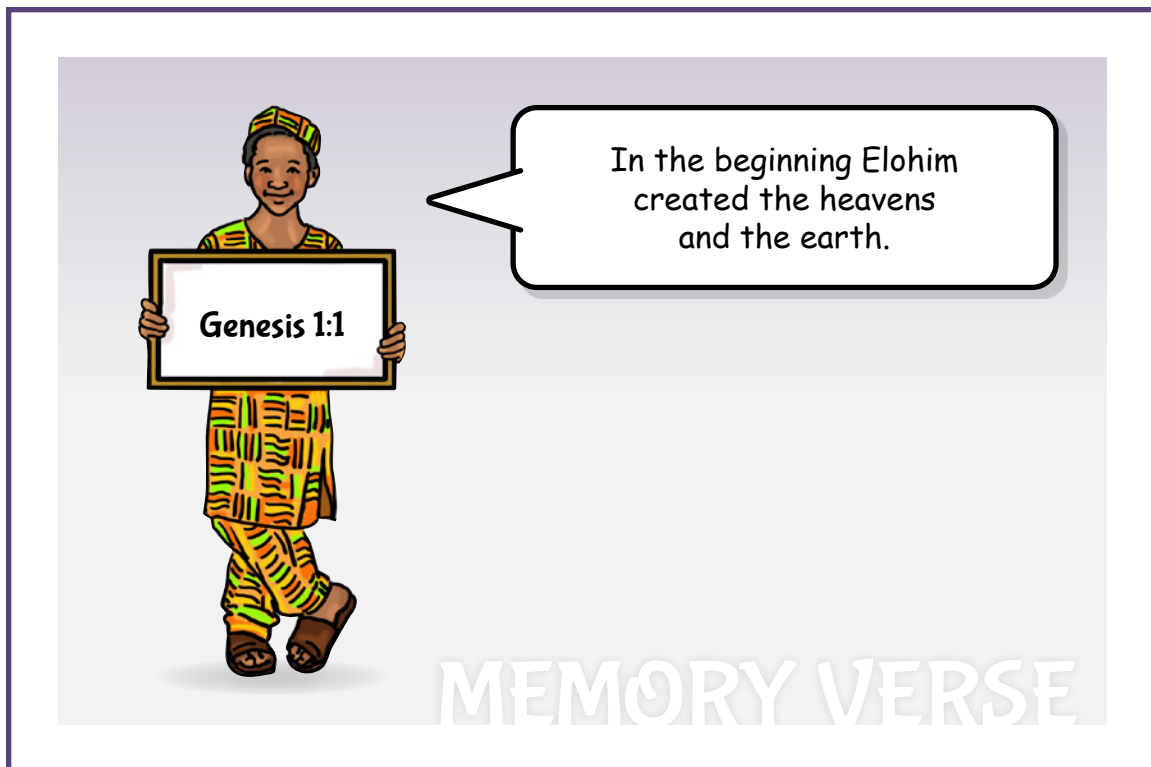 In the beginning Elohim
created the heavens
and the earth.
Genesis 1:1
MEMORY VERSE